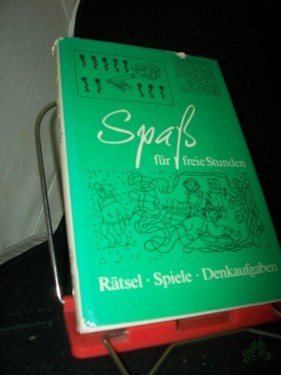 Spaß
für freie Stunden
Rätsel · Spiele · Denkaufgaben